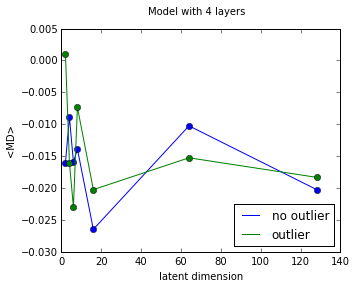 Model with 4 layers
0.005
0.000
−0.005
−0.010
−0.015
−0.020
−0.025
−0.030
<MD>
0 20 40 60 80 100 120 140
latent dimension
no outlier
outlier